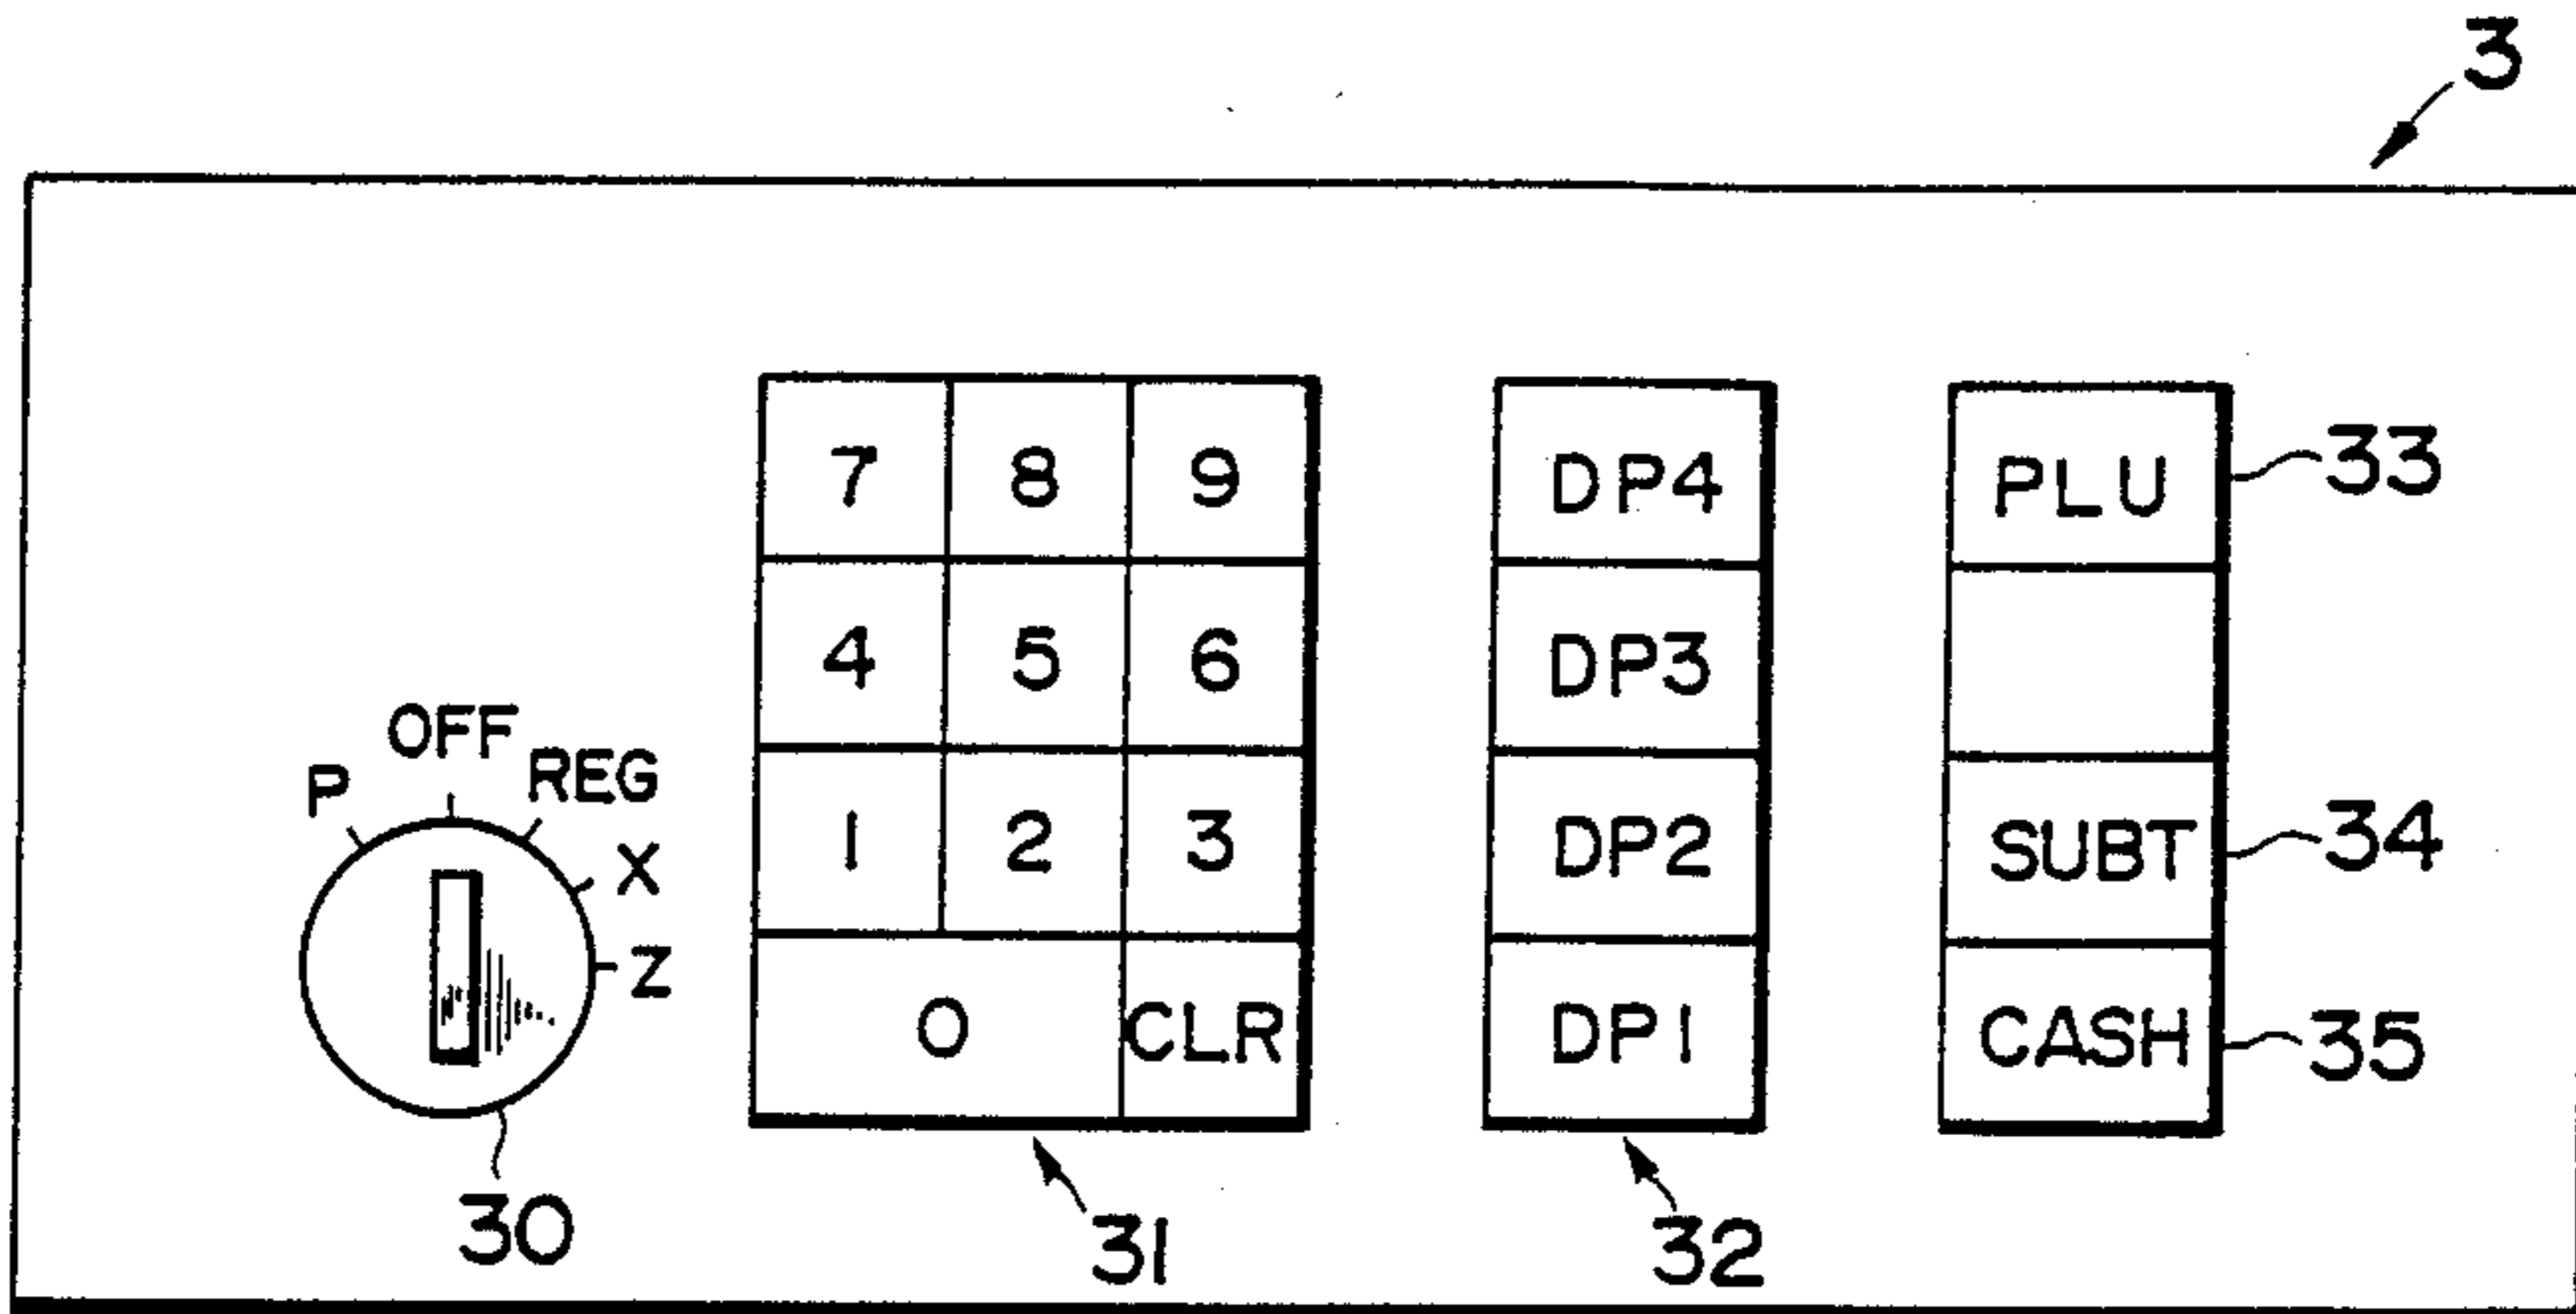 3
7 8 9 DP4 PLU 33
4 5 6 DP3
OFF
P REG
1 2 3 DP2 SUBT 34
X
Z
0 CLR DP1 CASH 35
30 31 32